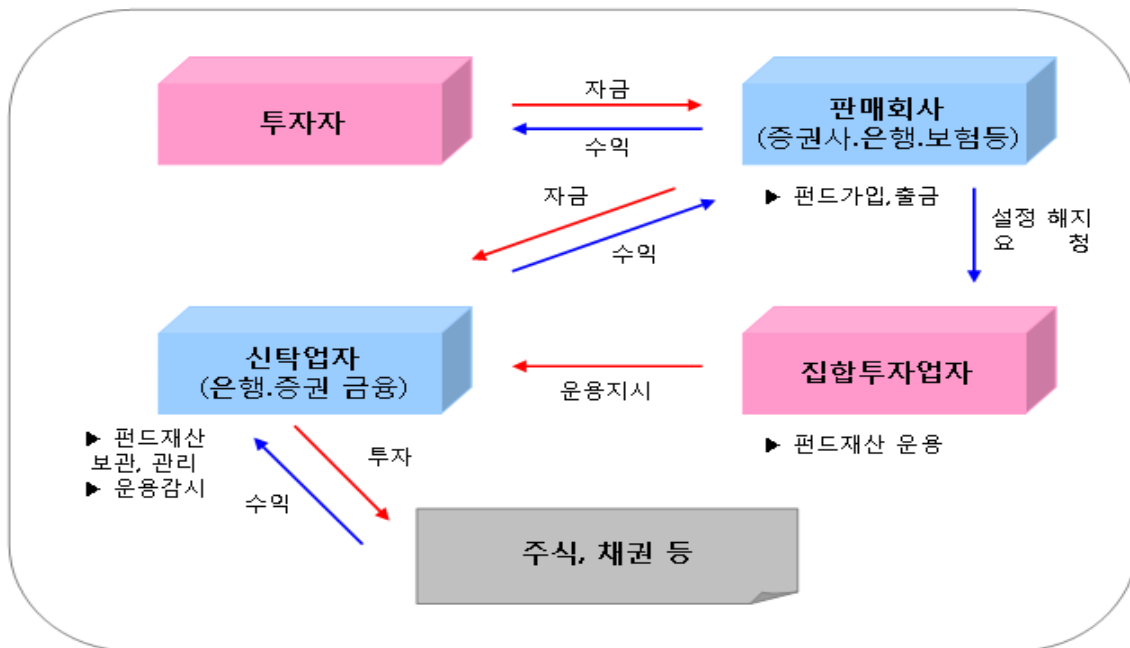 투자자
자금
수익
판매회사
(증권사.은행.보험등)
▶ 펀드가입,출금
자금
수익
설정 해지
요 청
신탁업자
(은행.증권 금융)
운용지시
집합투자업자
▶ 펀드재산
보관, 관리
▶ 운용감시
투자
수익
▶ 펀드재산 운용
주식, 채권 등